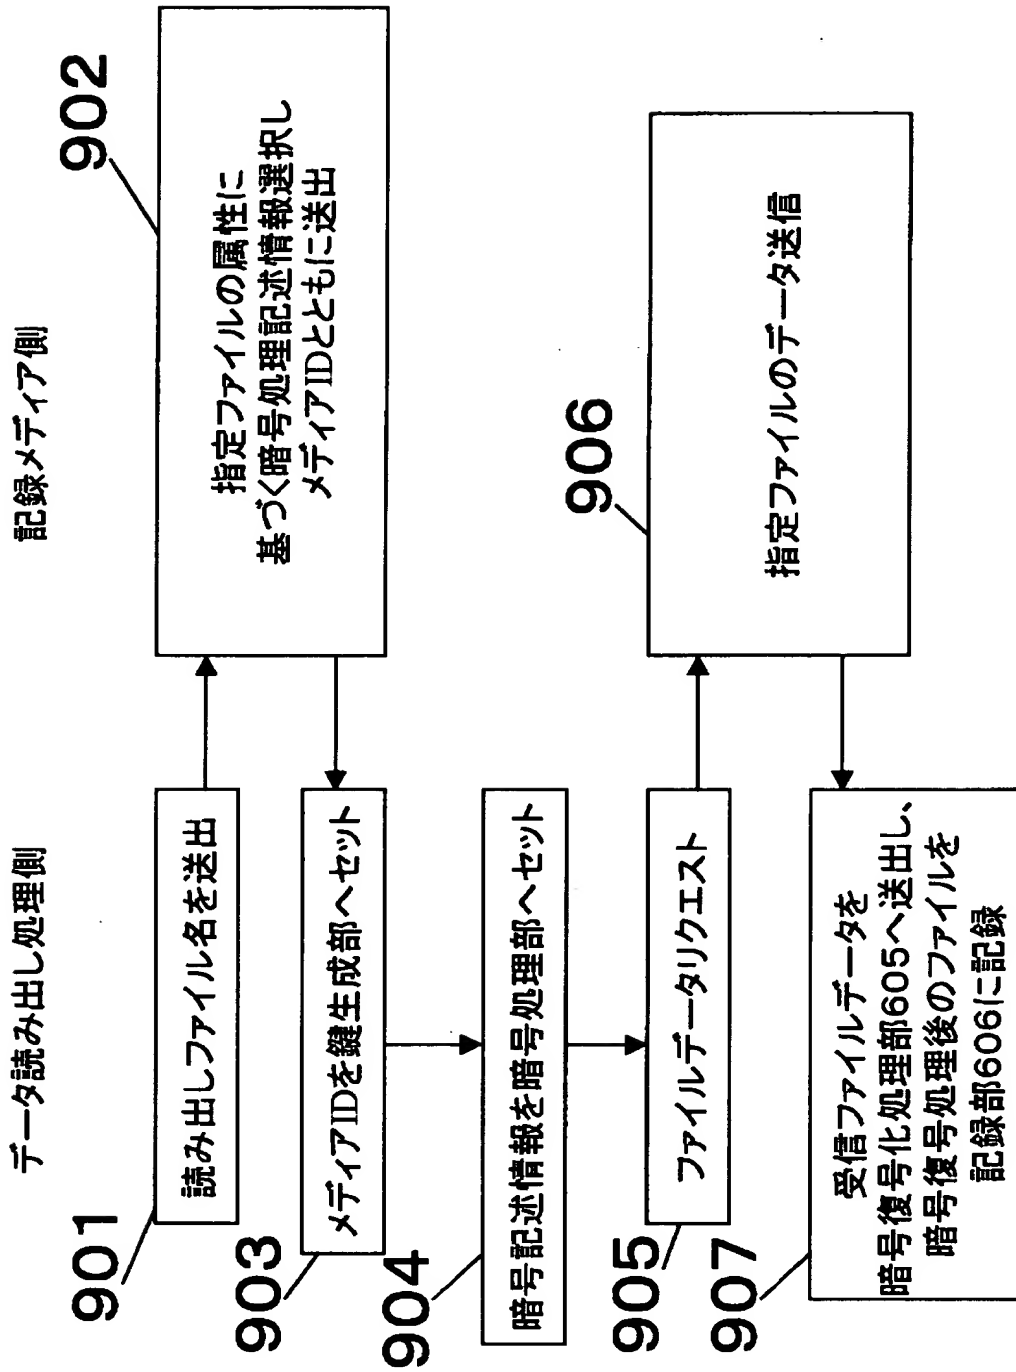 データ読み出し処理側
記録メディア側
901
読み出しファイル名を送出
902
指定ファイルの属性に
基づく暗号処理記述情報選択し
メディアIDとともに送出
903
メディアIDを鍵生成部へセット
904
暗号記述情報を暗号処理部へセット
905
ファイルデータリクエスト
906
指定ファイルのデータ送信
907
受信ファイルデータを
暗号復号化処理部605へ送出し、
暗号復号処理後のファイルを
記録部606に記録